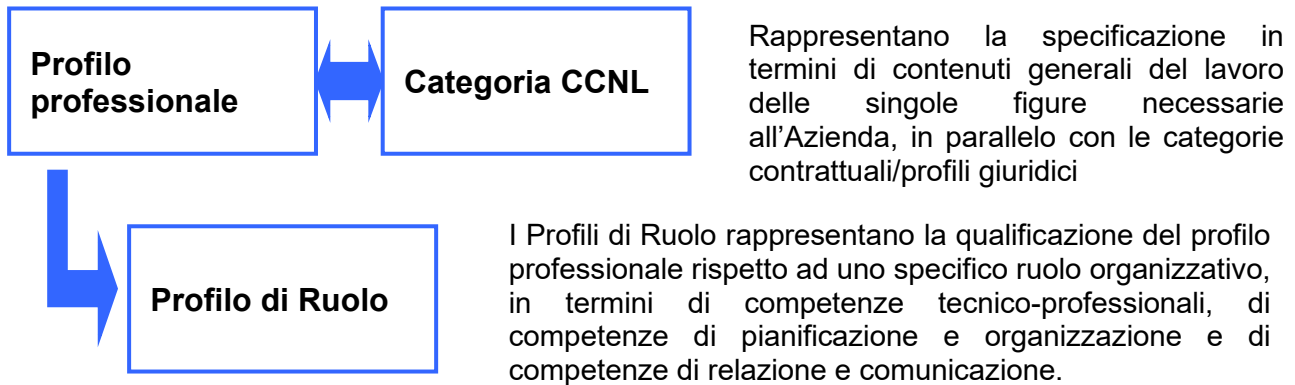 Profilo
professionale
Categoria CCNL
Rappresentano la specificazione in
termini di contenuti generali del lavoro
delle singole figure necessarie
all'Azienda, in parallelo con le categorie
contrattuali/profili giuridici
Profilo di Ruolo
I Profili di Ruolo rappresentano la qualificazione del profilo
professionale rispetto ad uno specifico ruolo organizzativo,
in termini di competenze tecnico-professionali, di
competenze di pianificazione e organizzazione e di
competenze di relazione e comunicazione.